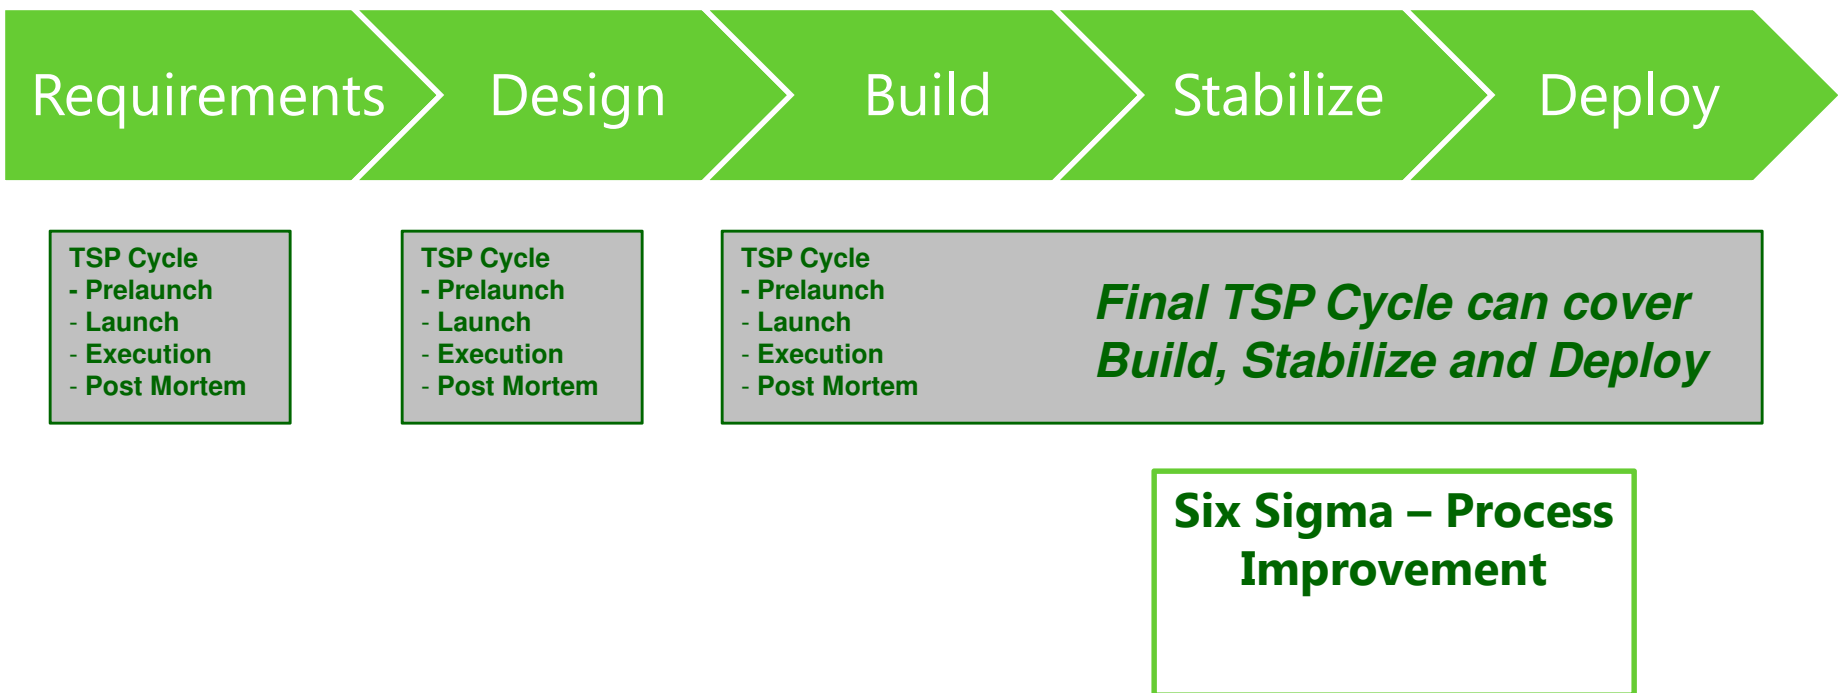 Requirements
Design
Build
Stabilize
Deploy
TSP Cycle
- Prelaunch
- Launch
- Execution
- Post Mortem
TSP Cycle
- Prelaunch
- Launch
- Execution
- Post Mortem
TSP Cycle
- Prelaunch
- Launch
- Execution
- Post Mortem
Final TSP Cycle can cover
Build, Stabilize and Deploy
Six Sigma – Process
Improvement